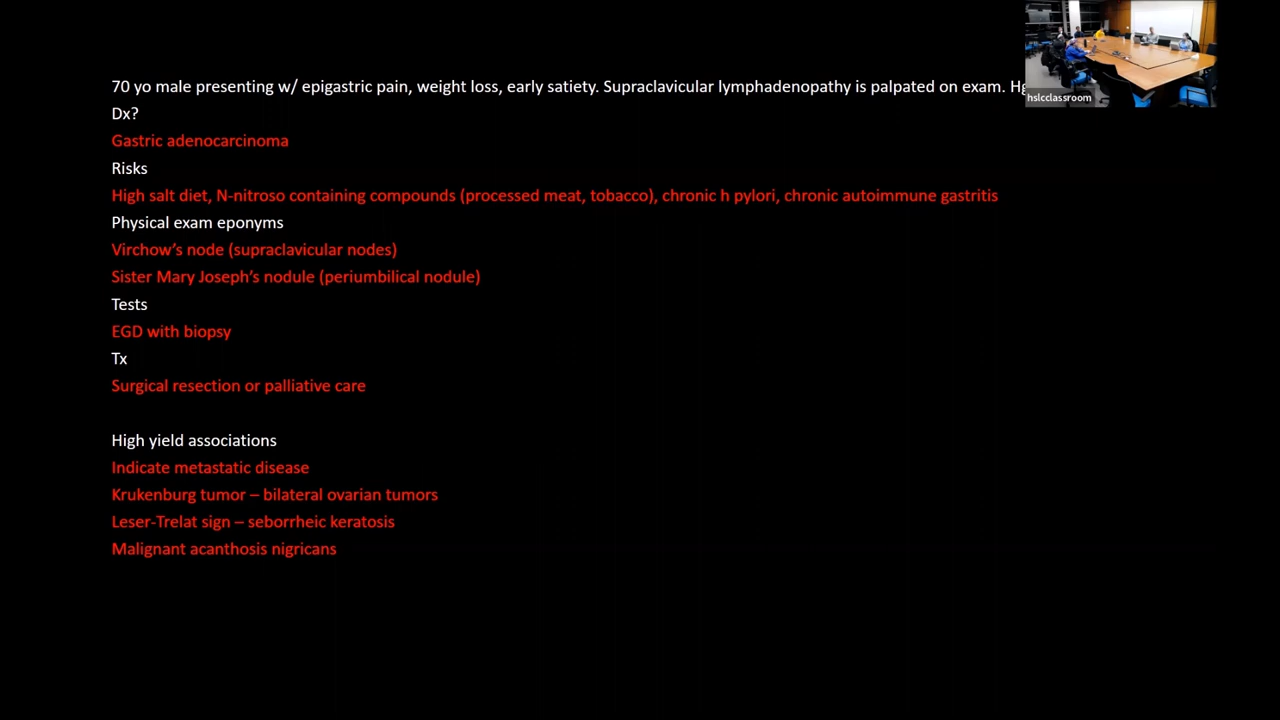 70 yo male presenting w/ epigastric pain, weight loss, early satiety. Supraclavicular lymphadenopathy is palpated on exam.
hslcclassroom
Dx?
Gastric adenocarcinoma
Risks
High salt diet, N-nitroso containing compounds (processed meat, tobacco), chronic h pylori, chronic autoimmune gastritis
Physical exam eponyms
Virchow’s node (supraclavicular nodes)
Sister Mary Joseph’s nodule (periumbilical nodule)
Tests
EGD with biopsy
Tx
Surgical resection or palliative care
High yield associations
Indicate metastatic disease
Krukenburg tumor – bilateral ovarian tumors
Leser-Trelat sign – seborrheic keratosis
Malignant acanthosis nigricans